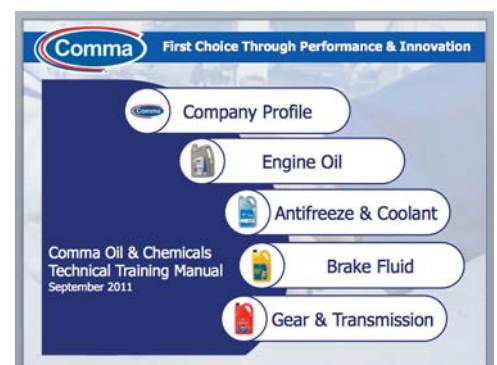 Comma
First Choice Through Performance & Innovation
Comma
Company Profile
Engine Oil
Antifreeze & Coolant
Comma Oil & Chemicals
Technical Training Manual
September 2011
Brake Fluid
Gear & Transmission